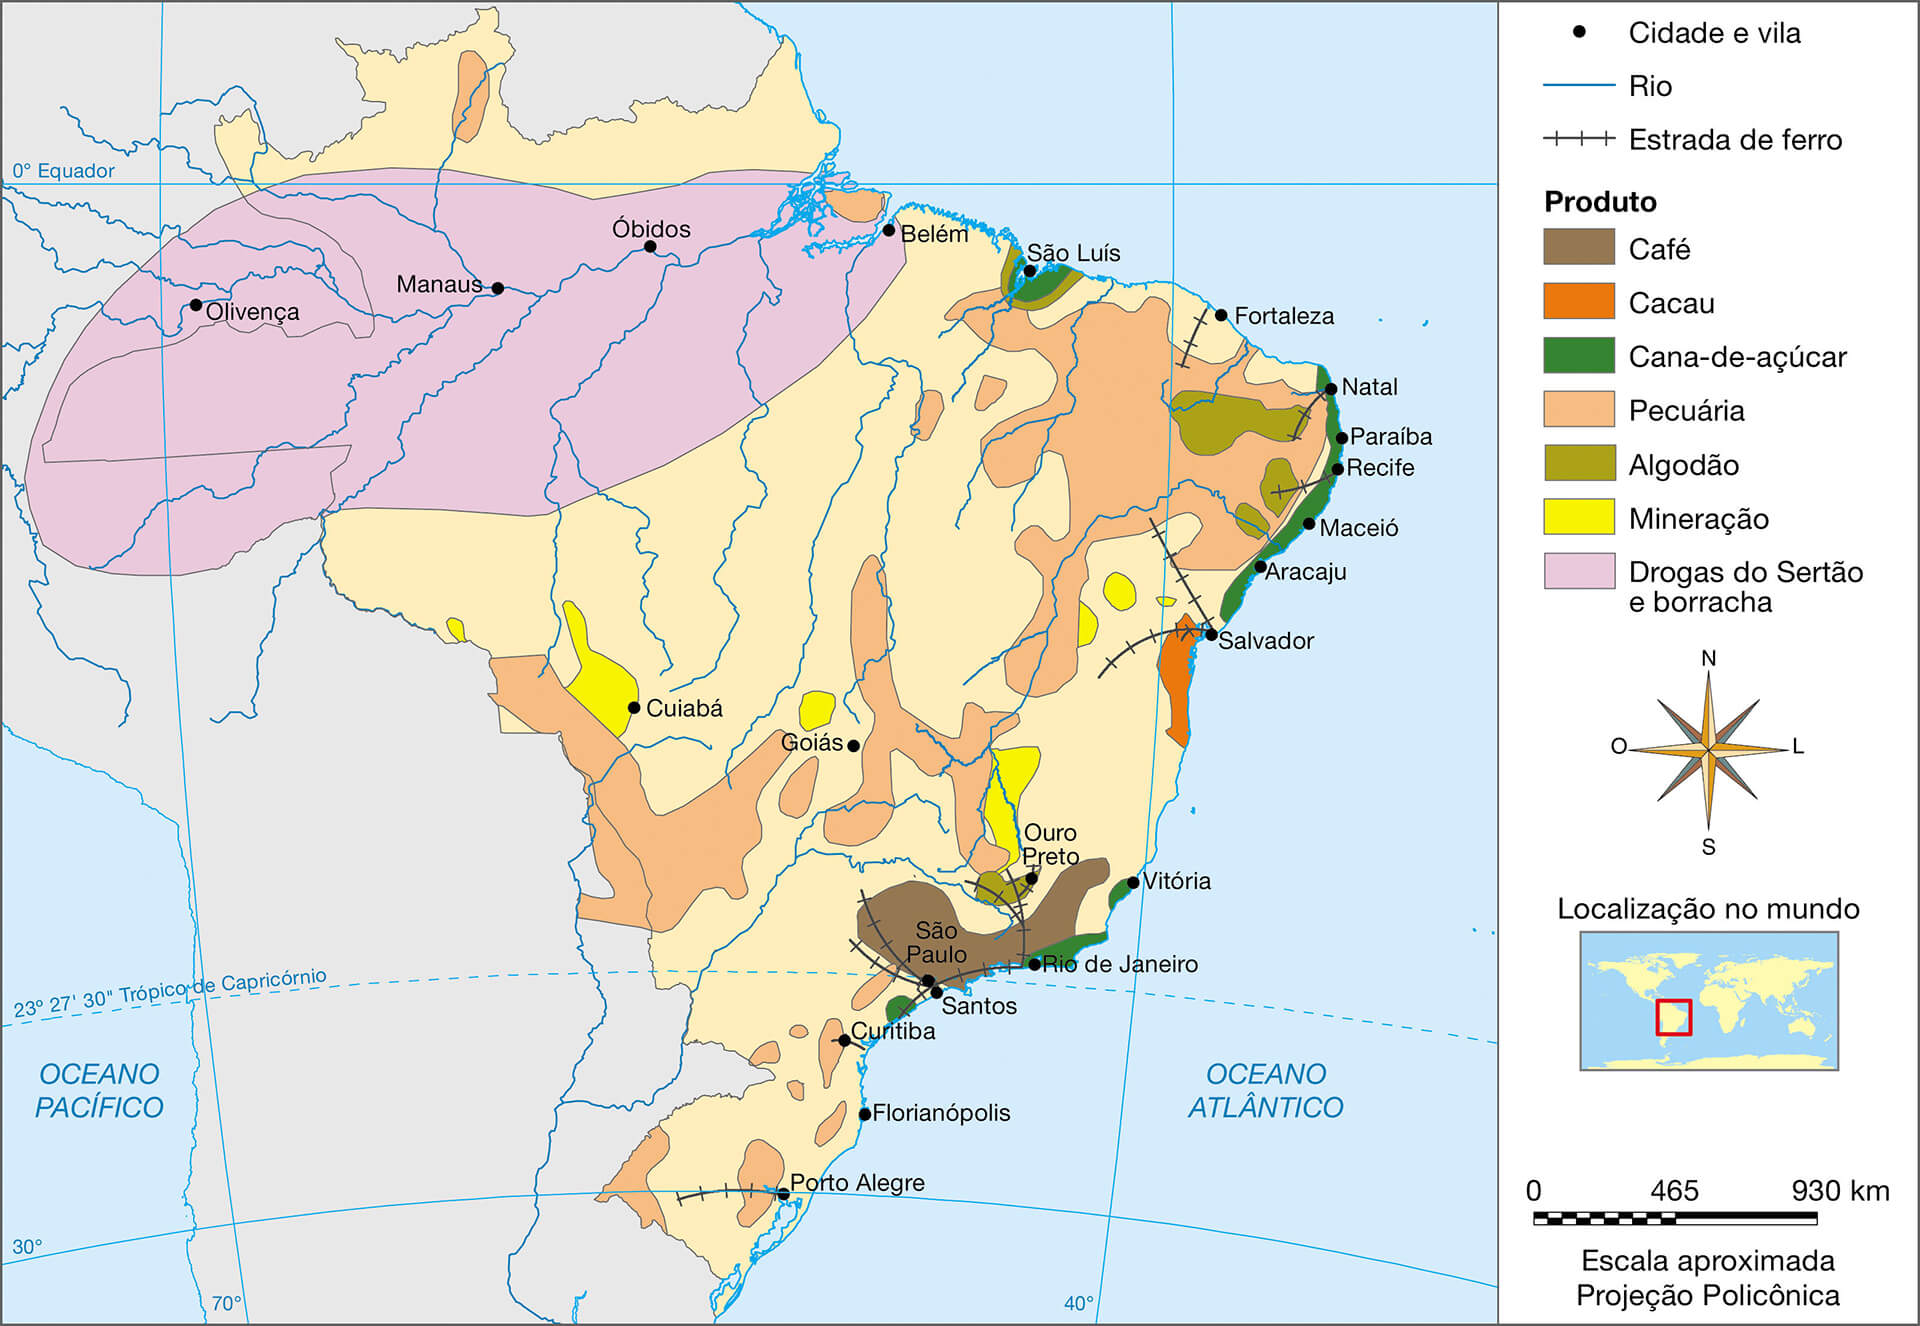 0° Equador
Óbidos
Belém
Manaus
Olivença
São Luís
Fortaleza
Natal
Paraíba
Recife
Maceió
Aracaju
Salvador
Cuiabá
Goiás
Ouro
Preto
Vitória
São
Paulo
Rio de Janeiro
Santos
23º 27' 30" Trópico de Capricórnio
Curitiba
Florianópolis
Porto Alegre
OCEANO
PACÍFICO
OCEANO
ATLÂNTICO
30°
70°
40°
Cidade e vila
Rio
Estrada de ferro
Produto
Café
Cacau
Cana-de-açúcar
Pecuária
Algodão
Mineração
Drogas do Sertão
e borracha
N
O
L
S
Localização no mundo
0 465 930 km
Escala aproximada
Projeção Policônica